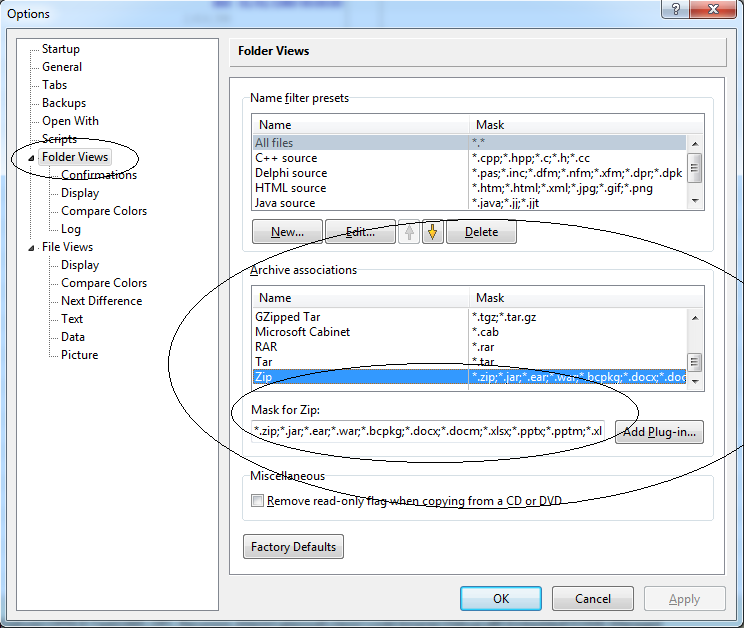 Options
?
Startup
General
Tabs
Backups
Open With
Scripts
Folder Views
Confirmations
Display
Compare Colors
Log
File Views
Display
Compare Colors
Next Difference
Text
Data
Picture
Folder Views
Name filter presets
Name Mask
All files *.*
C++ source *.cpp;*.hpp;*.c;*.h;*.cc
Delphi source *.pas;*.inc;*.dfm;*.nfm;*.xfm;*.dpr;*.dpk
HTML source *.htm;*.html;*.xml;*.jpg;*.gif;*.png
Java source *.java;*.jj;*.jjt
New... Edit... Delete
Archive associations
Name Mask
GZipped Tar *.tgz;*.tar.gz
Microsoft Cabinet *.cab
RAR *.rar
Tar *.tar
Zip *.zip;*.jar;*.ear;*.war;*.bcpkg;*.docx;*.doc
Mask for Zip:
*.zip;*.jar;*.ear;*.war;*.bcpkg;*.docx;*.docm;*.xlsx;*.pptx;*.pptm;*.xl
Add Plug-in...
Miscellaneous
Remove read-only flag when copying from a CD or DVD
Factory Defaults
OK Cancel Apply